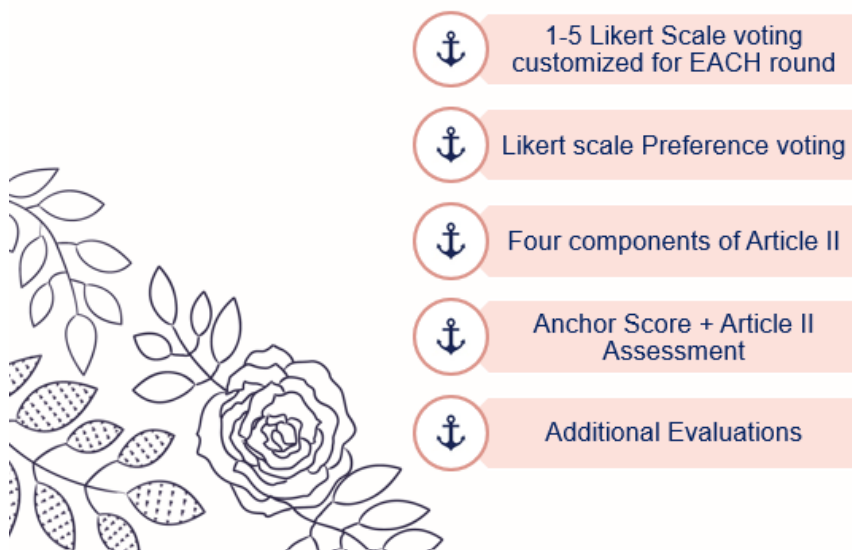 1-5 Likert Scale voting
customized for EACH round
Likert scale Preference voting
Four components of Article II
Anchor Score + Article II
Assessment
Additional Evaluations